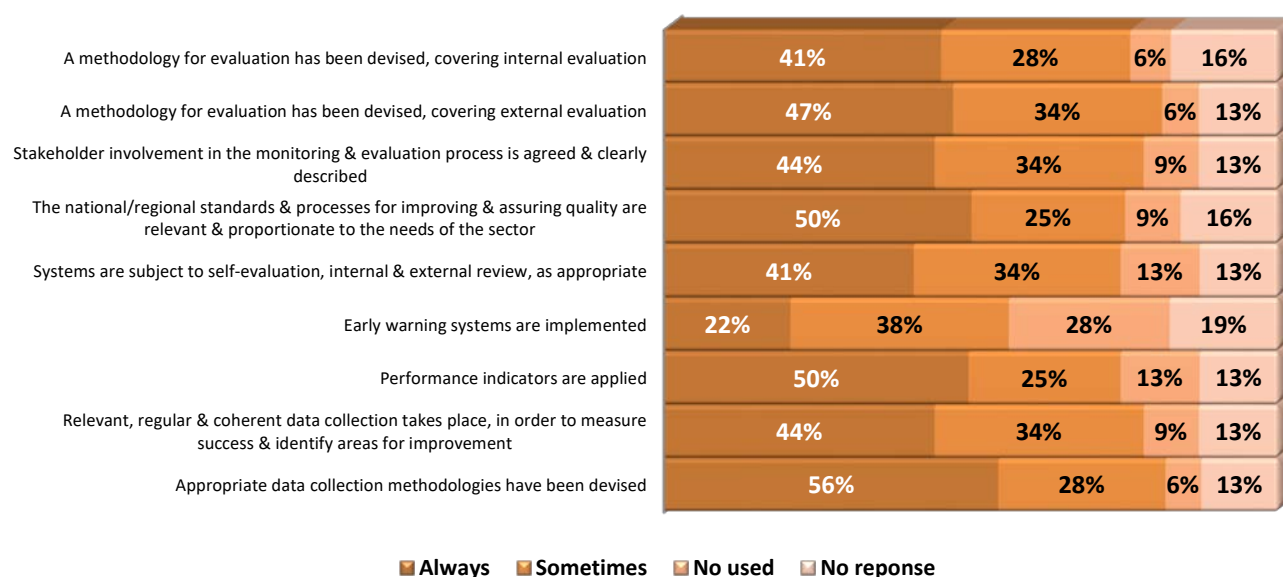 A methodology for evaluation has been devised, covering internal evaluation
41% 28% 6% 16%
A methodology for evaluation has been devised, covering external evaluation
47% 34% 6% 13%
Stakeholder involvement in the monitoring & evaluation process is agreed & clearly
described
44% 34% 9% 13%
The national/regional standards & processes for improving & assuring quality are
relevant & proportionate to the needs of the sector
50% 25% 9% 16%
Systems are subject to self-evaluation, internal & external review, as appropriate
41% 34% 13% 13%
Early warning systems are implemented
22% 38% 28% 19%
Performance indicators are applied
50% 25% 13% 13%
Relevant, regular & coherent data collection takes place, in order to measure
success & identify areas for improvement
44% 34% 9% 13%
Appropriate data collection methodologies have been devised
56% 28% 6% 13%
Always Sometimes No used No reponse